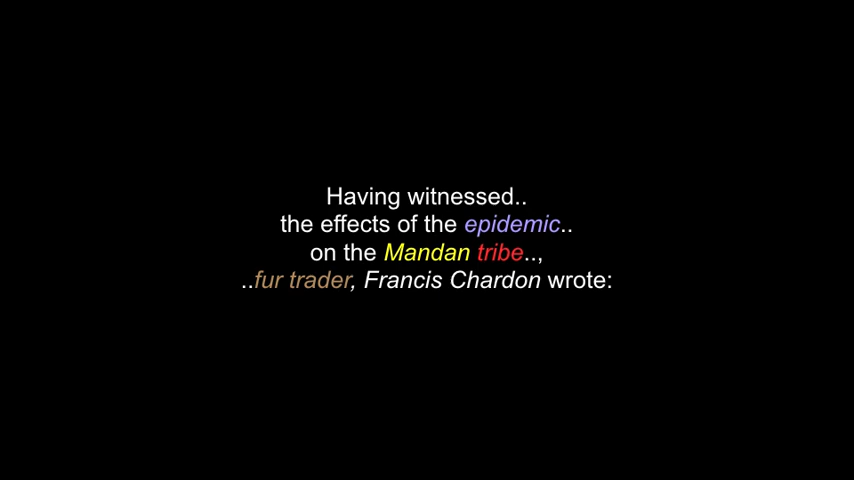 Having witnessed..
the effects of the epidemic..
on the Mandan tribe..,
..fur trader, Francis Chardon wrote: